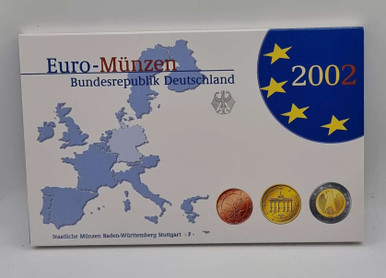 Euro-Münzen
Bundesrepublik Deutschland
2002
Staatliche Münzen Baden-Württemberg Stuttgart - F -